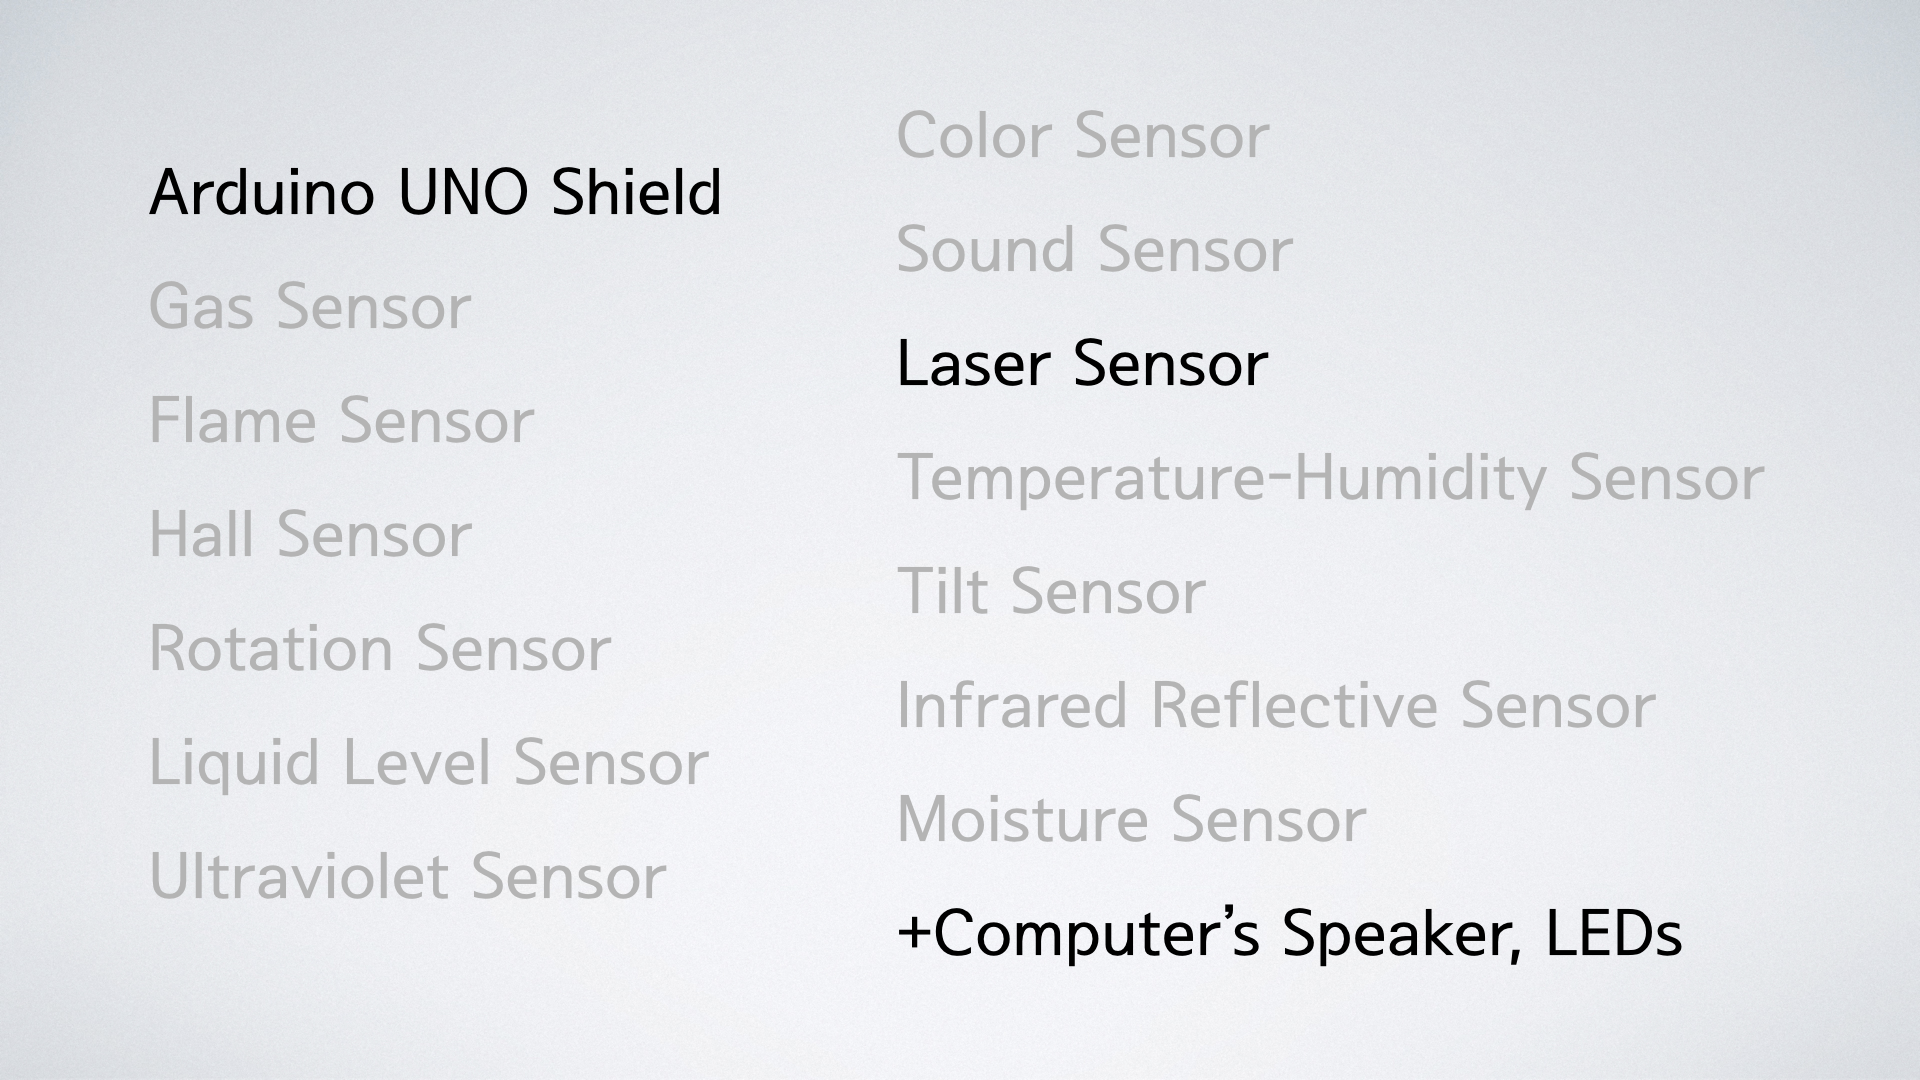 Arduino UNO Shield
Gas Sensor
Flame Sensor
Hall Sensor
Rotation Sensor
Liquid Level Sensor
Ultraviolet Sensor
Color Sensor
Sound Sensor
Laser Sensor
Temperature-Humidity Sensor
Tilt Sensor
Infrared Reflective Sensor
Moisture Sensor
+Computer’s Speaker, LEDs